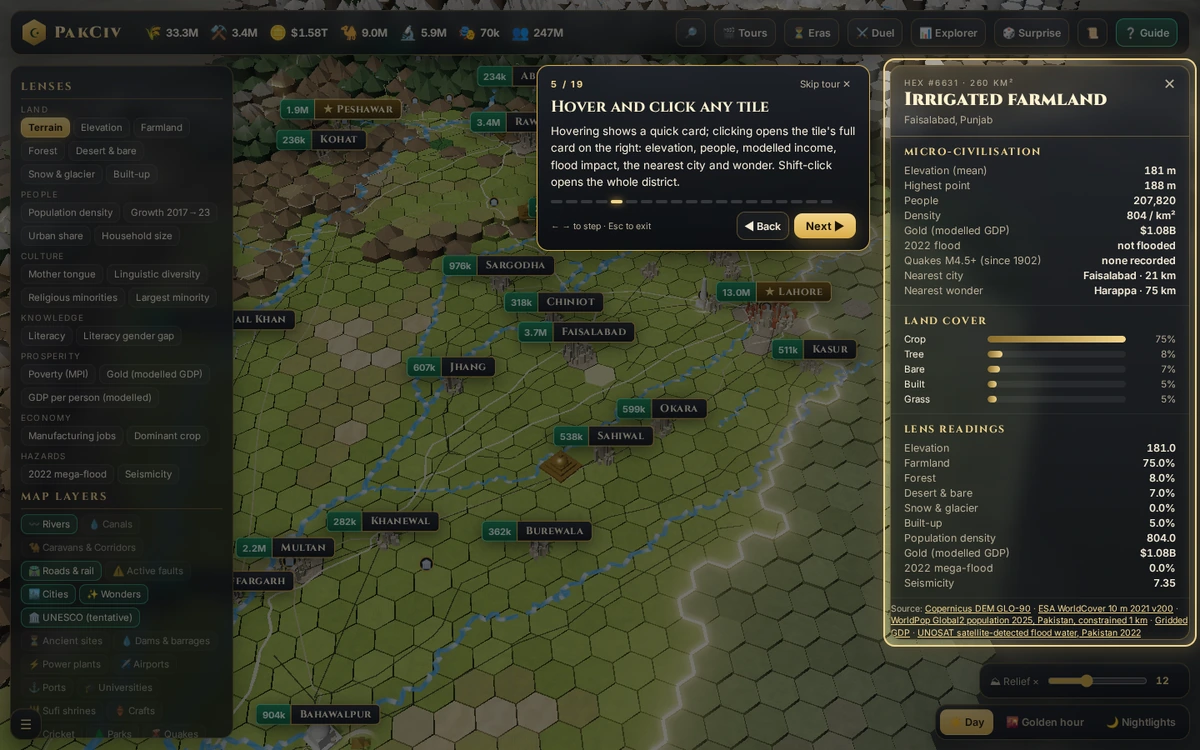 PakCiv
33.3M
3.4M
$1.58T
9.0M
5.9M
70k
247M
Tours
Eras
Duel
Explorer
Surprise
? Guide
LENSES
LAND
Terrain
Elevation
Farmland
Forest
Desert & bare
Snow & glacier
Built-up
PEOPLE
Population density
Growth 2017→23
Urban share
Household size
CULTURE
Mother tongue
Linguistic diversity
Religious minorities
Largest minority
KNOWLEDGE
Literacy
Literacy gender gap
PROSPERITY
Poverty (MPI)
Gold (modelled GDP)
GDP per person (modelled)
ECONOMY
Manufacturing jobs
Dominant crop
HAZARDS
2022 mega-flood
Seismicity
MAP LAYERS
Rivers
Canals
Caravans & Corridors
Roads & rail
Active faults
Cities
Wonders
UNESCO (tentative)
Ancient sites
Dams & barrages
Power plants
Airports
Ports
Universities
Sufi shrines
Crafts
Cricket
Parks
Quakes
234k AB
1.9M ★ Peshawar
3.4M Raw
236k Kohat
976k Sargodha
13.0M ★ Lahore
318k Chiniot
ail Khan
3.7M Faisalabad
511k Kasur
607k Jhang
599k Okara
538k Sahiwal
282k Khanewal
362k Burewala
2.2M Multan
ffargarh
904k Bahawalpur
5 / 19
Skip tour ✕
Hover and click any tile
Hovering shows a quick card; clicking opens the tile's full
card on the right: elevation, people, modelled income,
flood impact, the nearest city and wonder. Shift-click
opens the whole district.
← → to step · Esc to exit
◀ Back
Next ▶
HEX #6631 · 260 KM²
✕
Irrigated farmland
Faisalabad, Punjab
MICRO-CIVILISATION
Elevation (mean) 181 m
Highest point 188 m
People 207,820
Density 804 / km²
Gold (modelled GDP) $1.08B
2022 flood not flooded
Quakes M4.5+ (since 1902) none recorded
Nearest city Faisalabad · 21 km
Nearest wonder Harappa · 75 km
LAND COVER
Crop 75%
Tree 8%
Bare 7%
Built 5%
Grass 5%
LENS READINGS
Elevation 181.0
Farmland 75.0%
Forest 8.0%
Desert & bare 7.0%
Snow & glacier 0.0%
Built-up 5.0%
Population density 804.0
Gold (modelled GDP) $1.08B
2022 mega-flood 0.0%
Seismicity 7.35
Source: Copernicus DEM GLO-90 · ESA WorldCover 10 m 2021 v200 ·
WorldPop Global2 population 2025, Pakistan, constrained 1 km · Gridded
GDP · UNOSAT satellite-detected flood water, Pakistan 2022
Relief × 12
Day
Golden hour
Nightlights